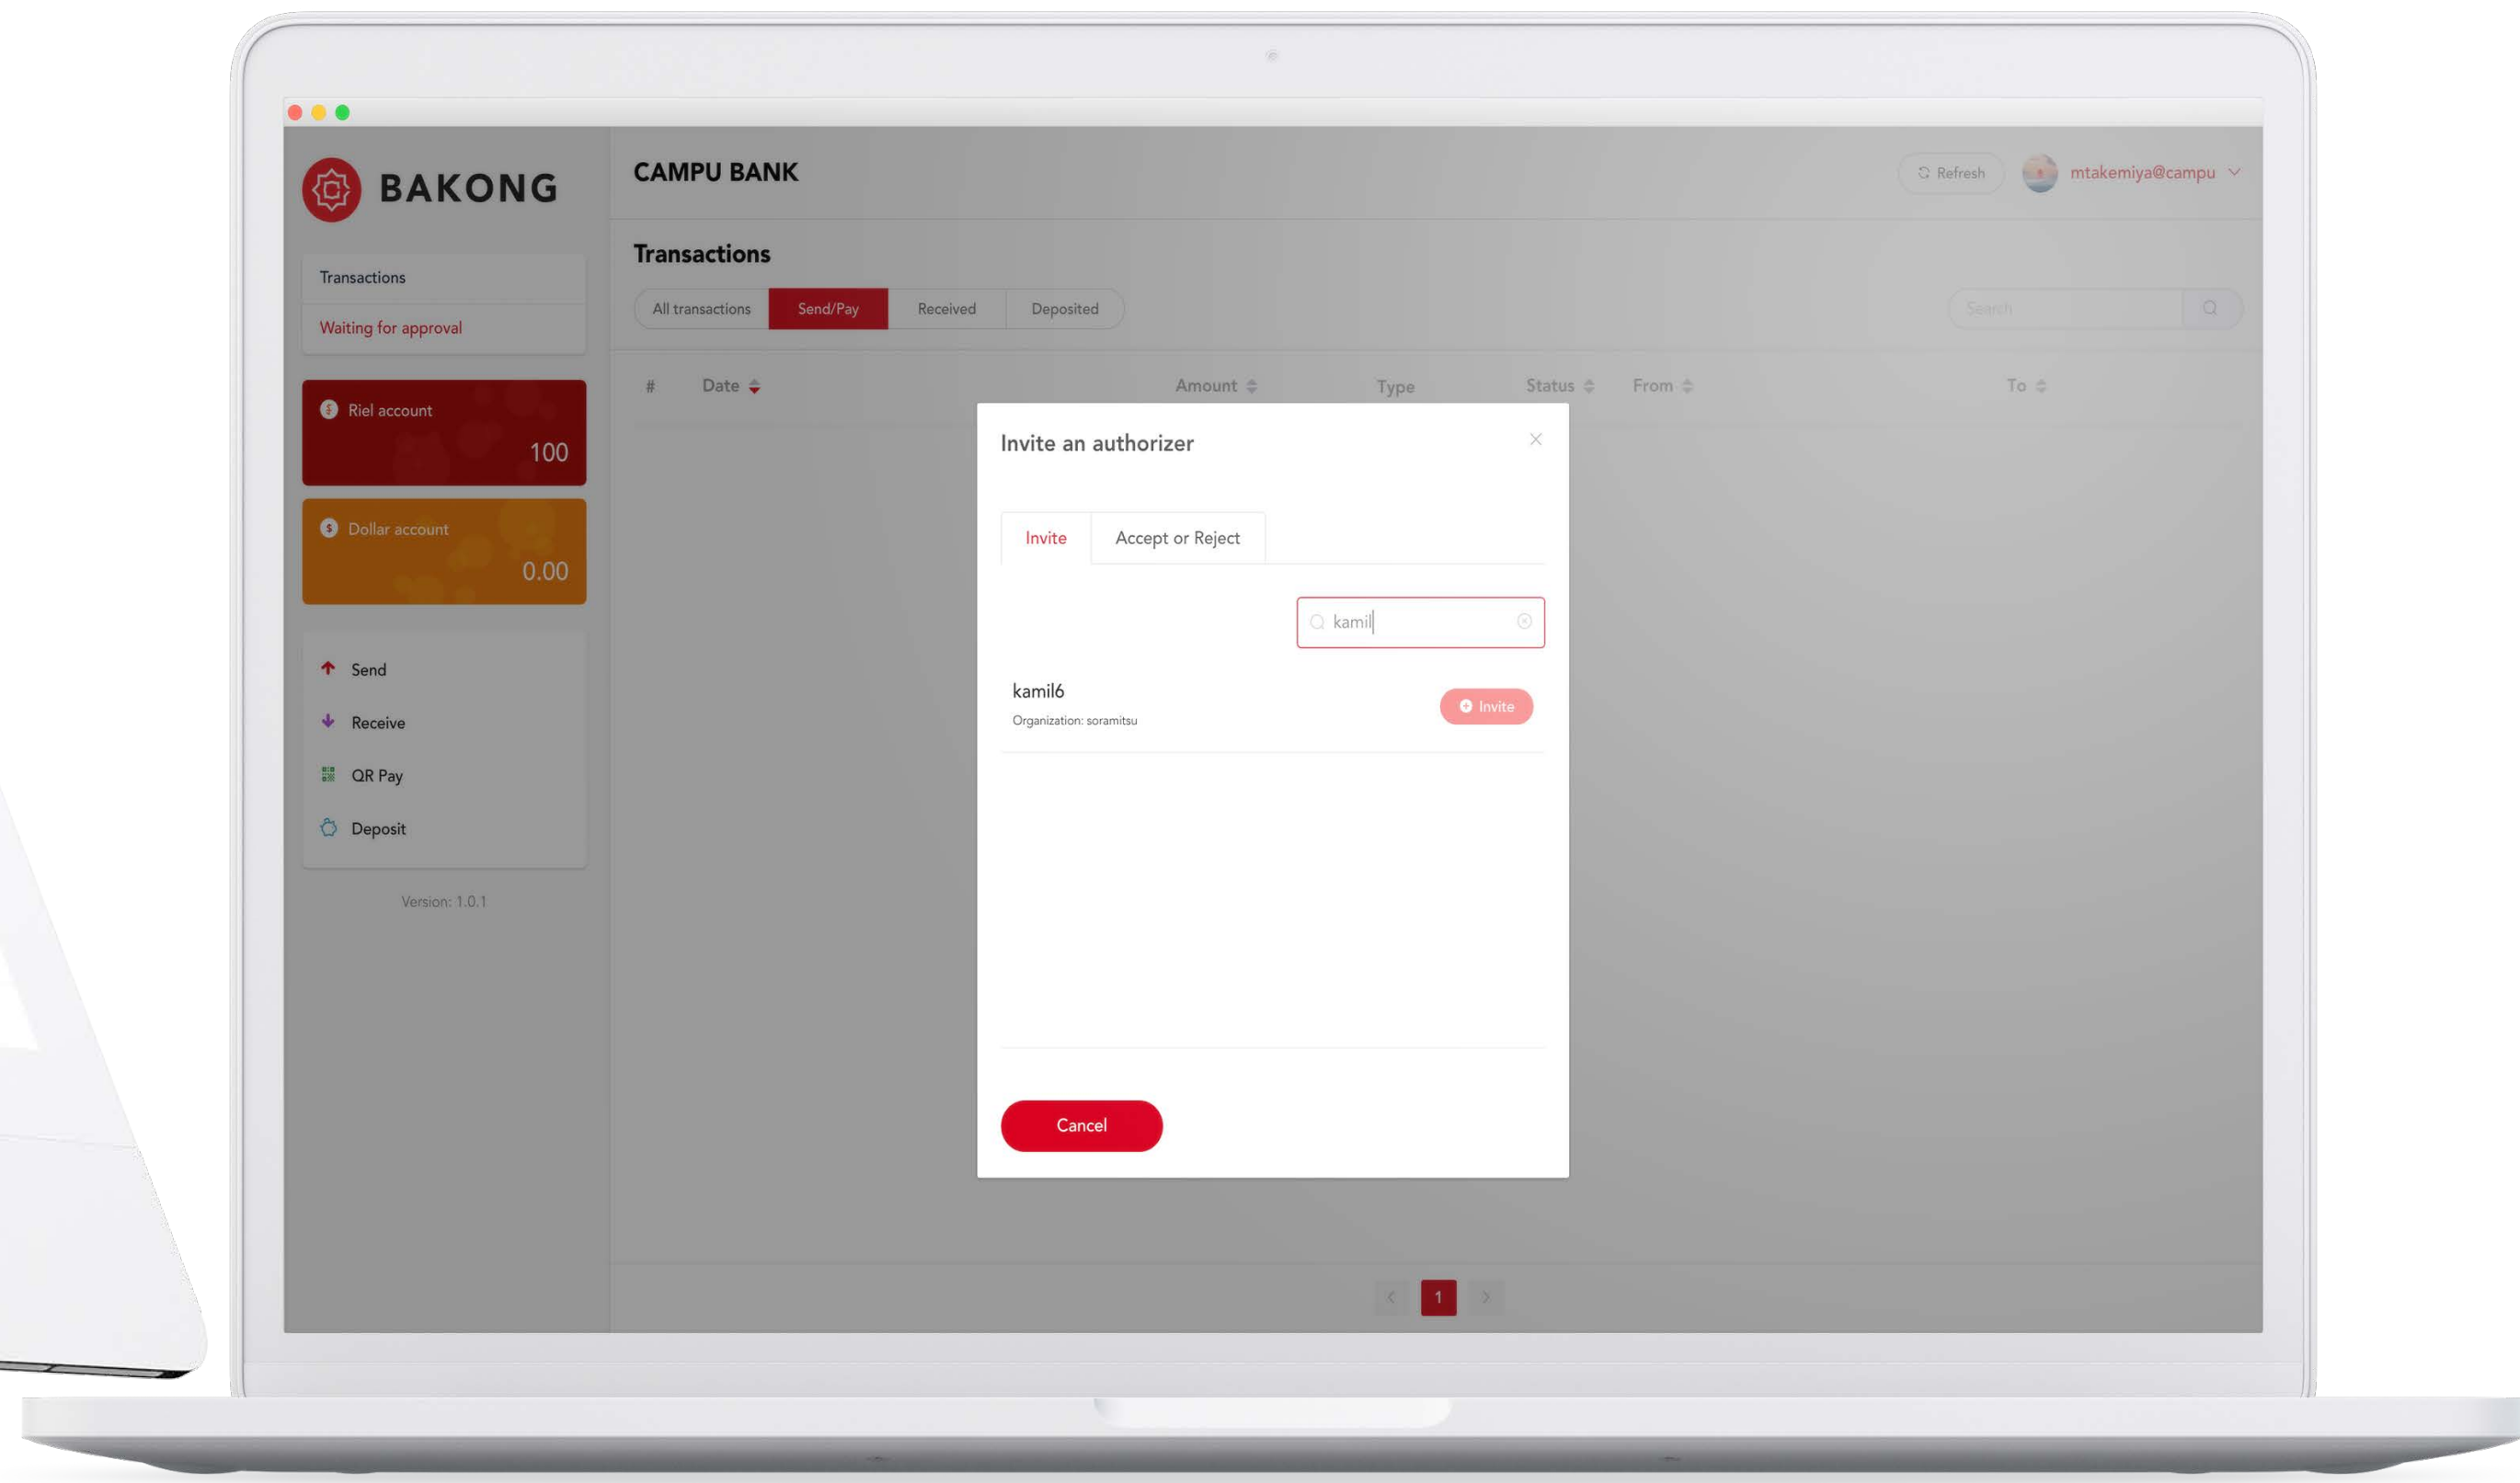 BAKONG
CAMPU BANK
Refresh
mtakemiya@campu
Transactions
Waiting for approval
Riel account
100
Dollar account
0.00
Send
Receive
QR Pay
Deposit
Version: 1.0.1
Transactions
All transactions Send/Pay Received Deposited
Search
# Date Amount Type Status From To
Invite an authorizer
Invite Accept or Reject
kamil
kamil6
Organization: soramitsu
Invite
Cancel
1